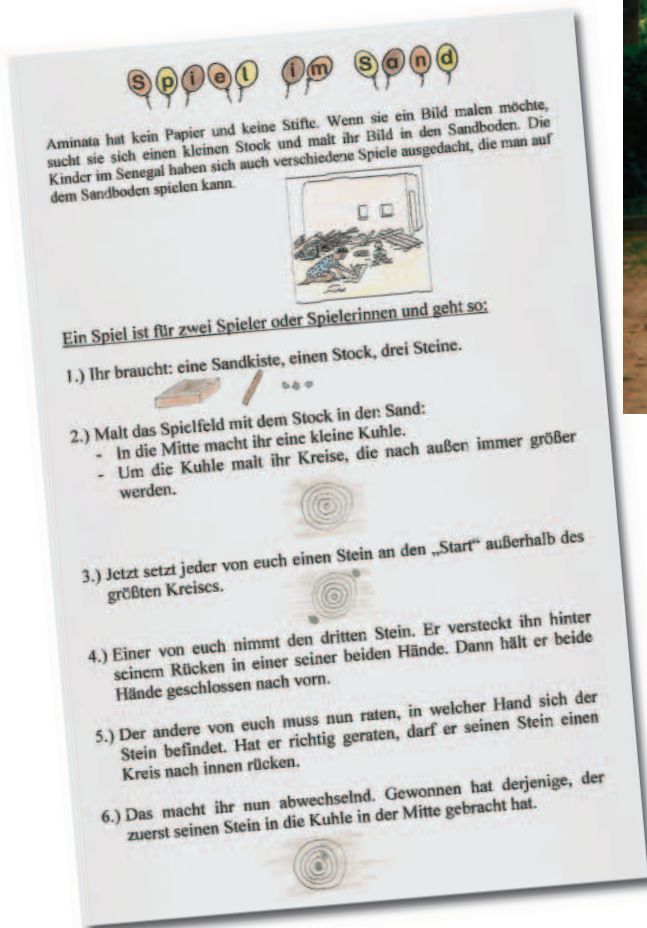 Spiel im Sand
Aminata hat kein Papier und keine Stifte. Wenn sie ein Bild malen möchte,
sucht sie sich einen kleinen Stock und malt ihr Bild in den Sandboden. Die
Kinder im Senegal haben sich auch verschiedene Spiele ausgedacht, die man auf
dem Sandboden spielen kann.
Ein Spiel ist für zwei Spieler oder Spielerinnen und geht so:
1.) Ihr braucht: eine Sandkiste, einen Stock, drei Steine.
2.) Malt das Spielfeld mit dem Stock in den Sand:
- In die Mitte macht ihr eine kleine Kuhle.
- Um die Kuhle malt ihr Kreise, die nach außen immer größer
werden.
3.) Jetzt setzt jeder von euch einen Stein an den „Start“ außerhalb des
größten Kreises.
4.) Einer von euch nimmt den dritten Stein. Er versteckt ihn hinter
seinem Rücken in einer seiner beiden Hände. Dann hält er beide
Hände geschlossen nach vorn.
5.) Der andere von euch muss nun raten, in welcher Hand sich der
Stein befindet. Hat er richtig geraten, darf er seinen Stein einen
Kreis nach innen rücken.
6.) Das macht ihr nun abwechselnd. Gewonnen hat derjenige, der
zuerst seinen Stein in die Kuhle in der Mitte gebracht hat.